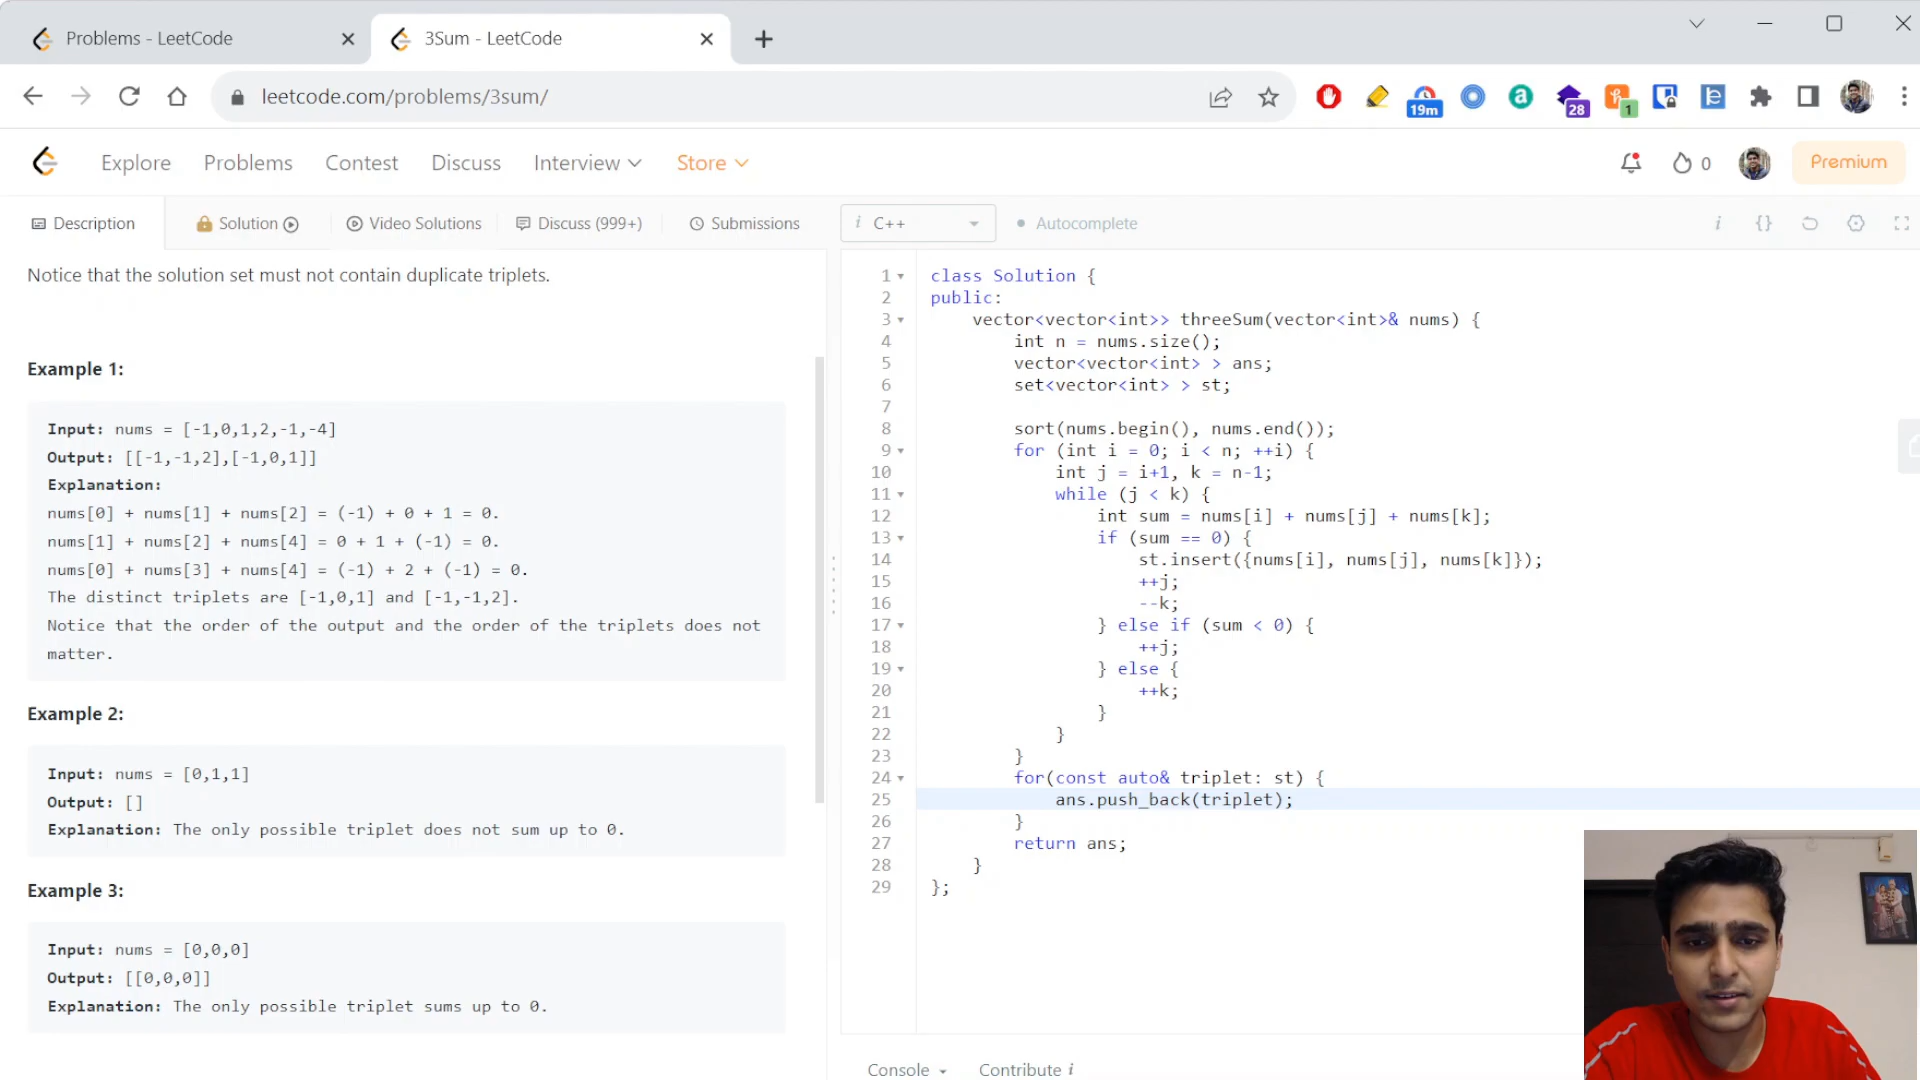 Problems - LeetCode
3Sum - LeetCode
leetcode.com/problems/3sum/
19m
28
1
Explore
Problems
Contest
Discuss
Interview
Store
0
Premium
Description
Solution
Video Solutions
Discuss (999+)
Submissions
i C++
Autocomplete
i {}
Notice that the solution set must not contain duplicate triplets.
Example 1:
Input: nums = [-1,0,1,2,-1,-4]
Output: [[-1,-1,2],[-1,0,1]]
Explanation:
nums[0] + nums[1] + nums[2] = (-1) + 0 + 1 = 0.
nums[1] + nums[2] + nums[4] = 0 + 1 + (-1) = 0.
nums[0] + nums[3] + nums[4] = (-1) + 2 + (-1) = 0.
The distinct triplets are [-1,0,1] and [-1,-1,2].
Notice that the order of the output and the order of the triplets does not
matter.
Example 2:
Input: nums = [0,1,1]
Output: []
Explanation: The only possible triplet does not sum up to 0.
Example 3:
Input: nums = [0,0,0]
Output: [[0,0,0]]
Explanation: The only possible triplet sums up to 0.
1 class Solution {
2 public:
3 vector<vector<int>> threeSum(vector<int>& nums) {
4 int n = nums.size();
5 vector<vector<int> > ans;
6 set<vector<int> > st;
7
8 sort(nums.begin(), nums.end());
9 for (int i = 0; i < n; ++i) {
10 int j = i+1, k = n-1;
11 while (j < k) {
12 int sum = nums[i] + nums[j] + nums[k];
13 if (sum == 0) {
14 st.insert({nums[i], nums[j], nums[k]});
15 ++j;
16 --k;
17 } else if (sum < 0) {
18 ++j;
19 } else {
20 ++k;
21 }
22 }
23 }
24 for(const auto& triplet: st) {
25 ans.push_back(triplet);
26 }
27 return ans;
28 }
29 };
Console
Contribute i